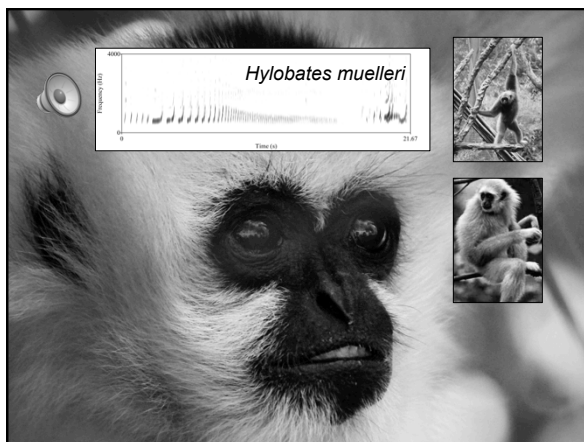 4000
Hylobates muelleri
Frequency (Hz)
0
0
21.67
Time (s)